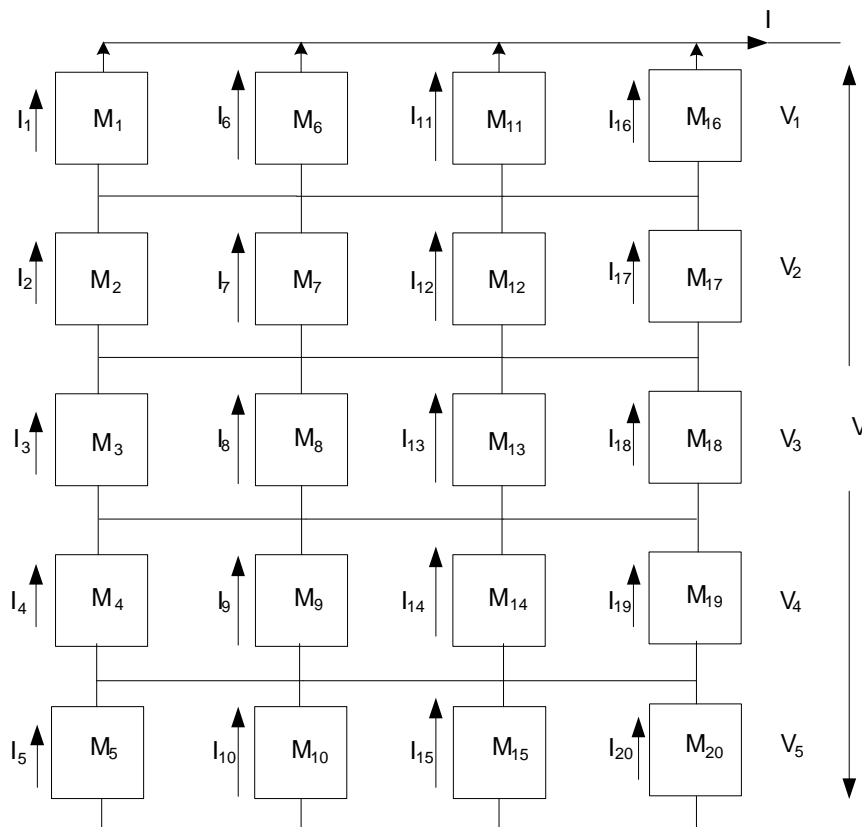 I
I₁ M₁ I₆ M₆ I₁₁ M₁₁ I₁₆ M₁₆ V₁
I₂ M₂ I₇ M₇ I₁₂ M₁₂ I₁₇ M₁₇ V₂
I₃ M₃ I₈ M₈ I₁₃ M₁₃ I₁₈ M₁₈ V₃
V
I₄ M₄ I₉ M₉ I₁₄ M₁₄ I₁₉ M₁₉ V₄
I₅ M₅ I₁₀ M₁₀ I₁₅ M₁₅ I₂₀ M₂₀ V₅